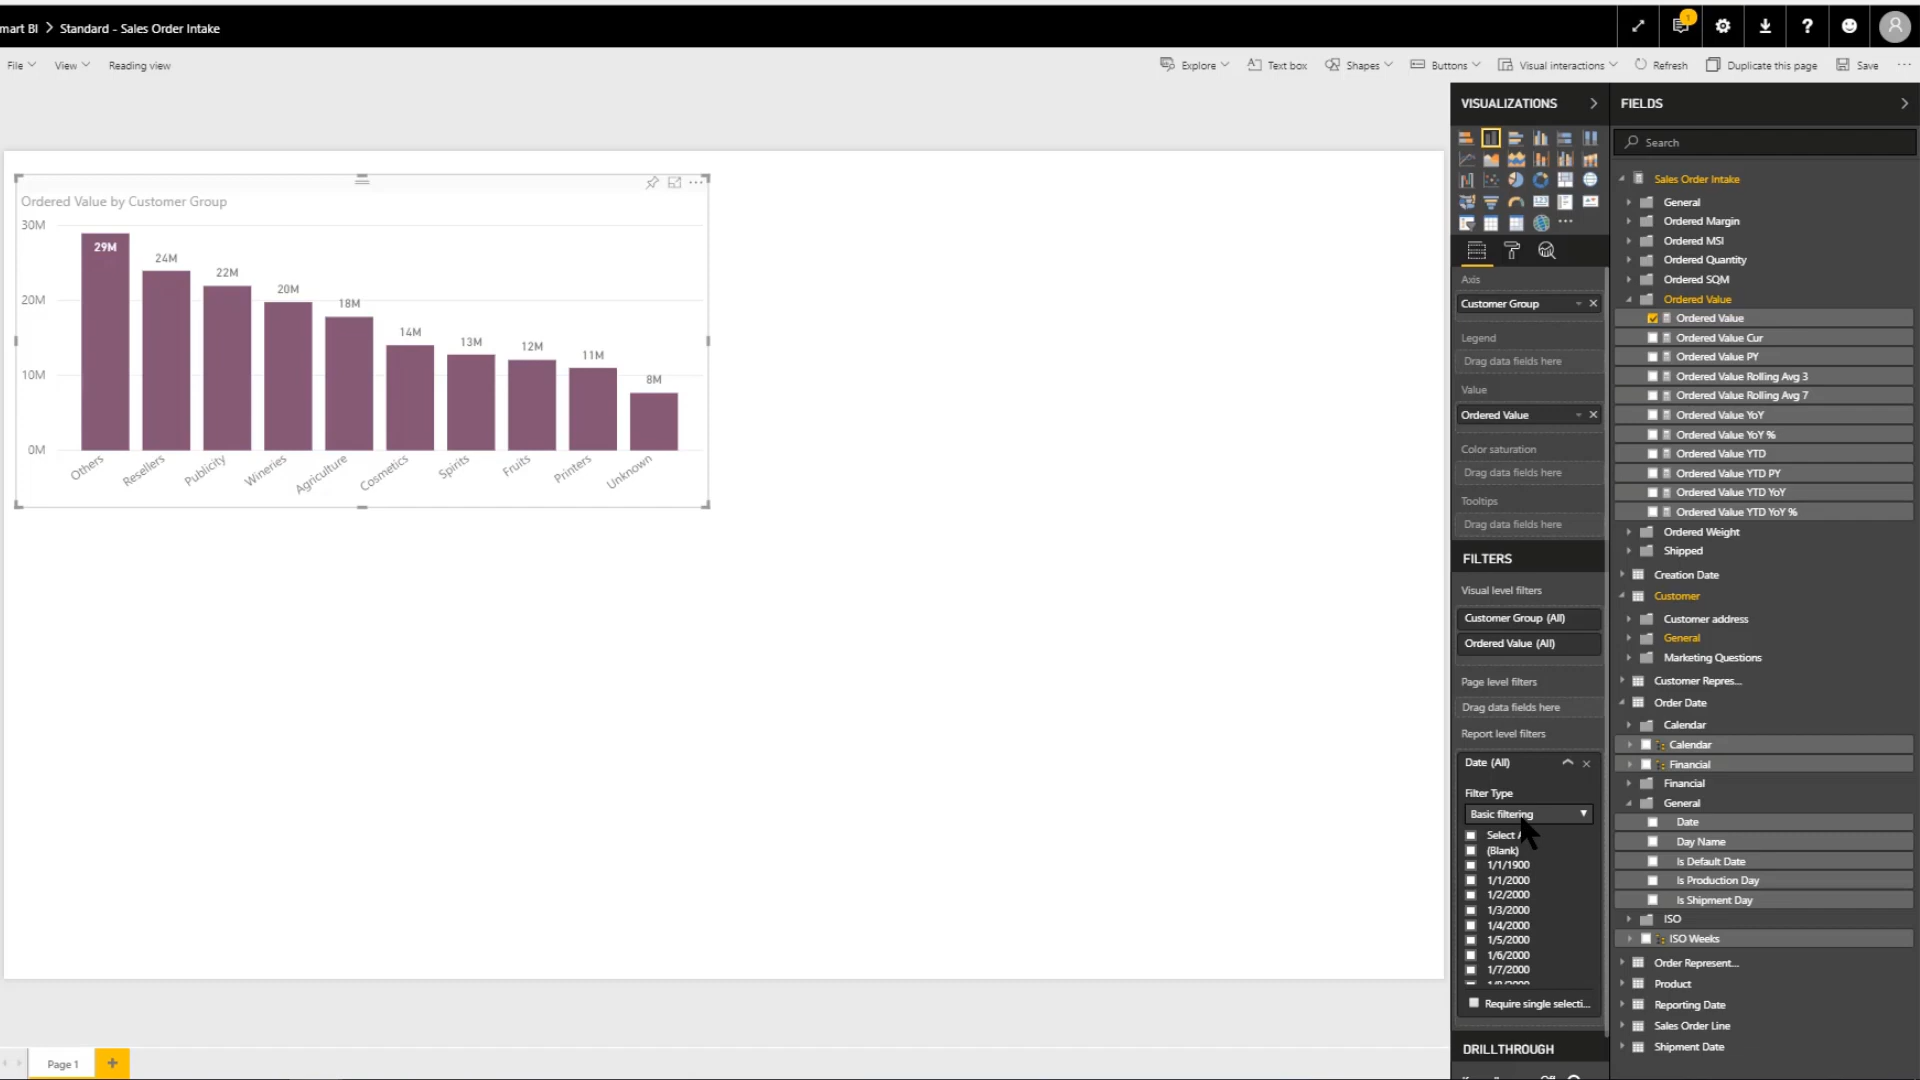 mart BI > Standard - Sales Order Intake
1
File View Reading view
Explore Text box Shapes Buttons Visual interactions Refresh Duplicate this page Save ...
Ordered Value by Customer Group
30M
20M
10M
0M
29M
24M
22M
20M
18M
14M
13M
12M
11M
8M
Others
Resellers
Publicity
Wineries
Agriculture
Cosmetics
Spirits
Fruits
Printers
Unknown
Page 1
VISUALIZATIONS
Axis
Customer Group
Legend
Drag data fields here
Value
Ordered Value
Color saturation
Drag data fields here
Tooltips
Drag data fields here
FILTERS
Visual level filters
Customer Group (All)
Ordered Value (All)
Page level filters
Drag data fields here
Report level filters
Date (All)
Filter Type
Basic filtering
Select A
(Blank)
1/1/1900
1/1/2000
1/2/2000
1/3/2000
1/4/2000
1/5/2000
1/6/2000
1/7/2000
Require single selecti...
DRILLTHROUGH
FIELDS
Search
Sales Order Intake
General
Ordered Margin
Ordered MSI
Ordered Quantity
Ordered SQM
Ordered Value
Ordered Value
Ordered Value Cur
Ordered Value PY
Ordered Value Rolling Avg 3
Ordered Value Rolling Avg 7
Ordered Value YoY
Ordered Value YoY %
Ordered Value YTD
Ordered Value YTD PY
Ordered Value YTD YoY
Ordered Value YTD YoY %
Ordered Weight
Shipped
Creation Date
Customer
Customer address
General
Marketing Questions
Customer Repres...
Order Date
Calendar
Calendar
Financial
Financial
General
Date
Day Name
Is Default Date
Is Production Day
Is Shipment Day
ISO
ISO Weeks
Order Represent...
Product
Reporting Date
Sales Order Line
Shipment Date